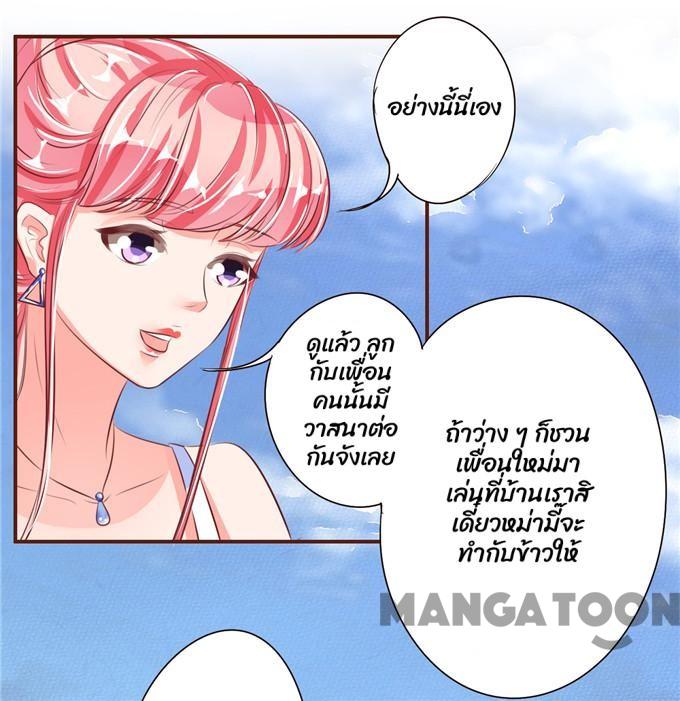 อย่างนี้นี่เอง
ดูแล้ว ลูก
กับเพื่อน
คนนั้นมี
วาสนาต่อ
กันจังเลย
ถ้าว่าง ๆ ก็ชวน
เพื่อนใหม่มา
เล่นที่บ้านเราสิ
เดี๋ยวหม่ามี๊จะ
ทำกับข้าวให้
MANGATOON